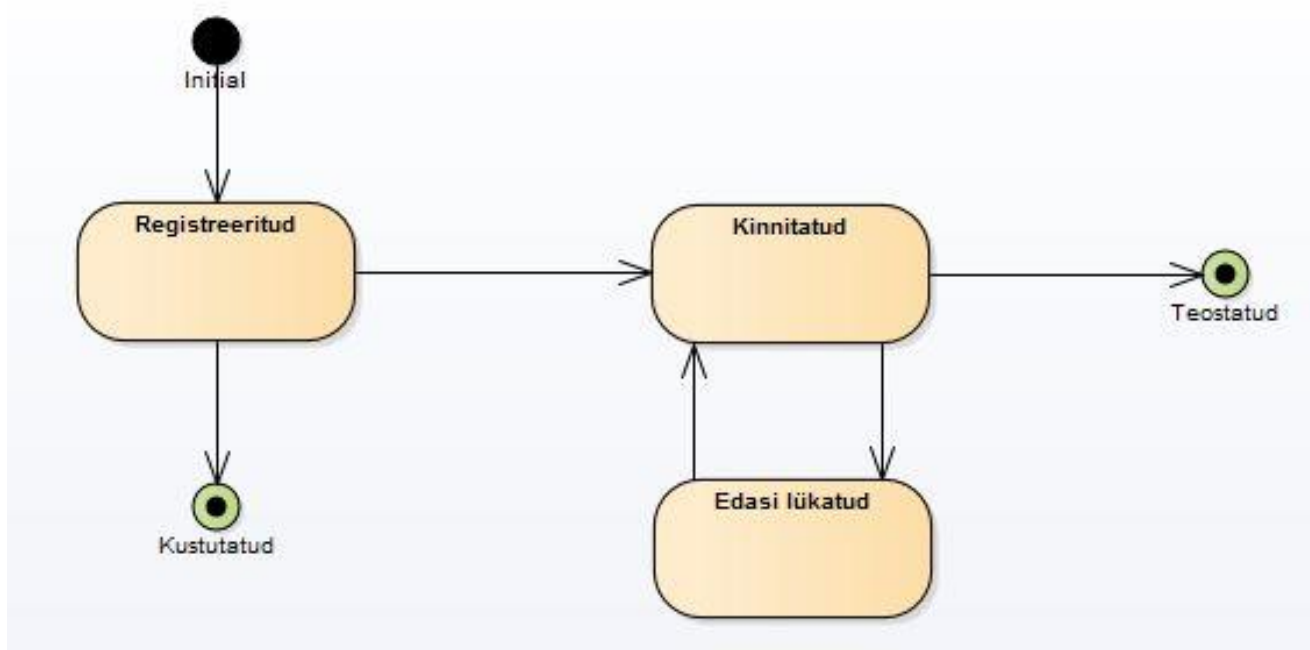 Initial
Registreeritud
Kinnitatud
Teostatud
Edasi lükatud
Kustutatud